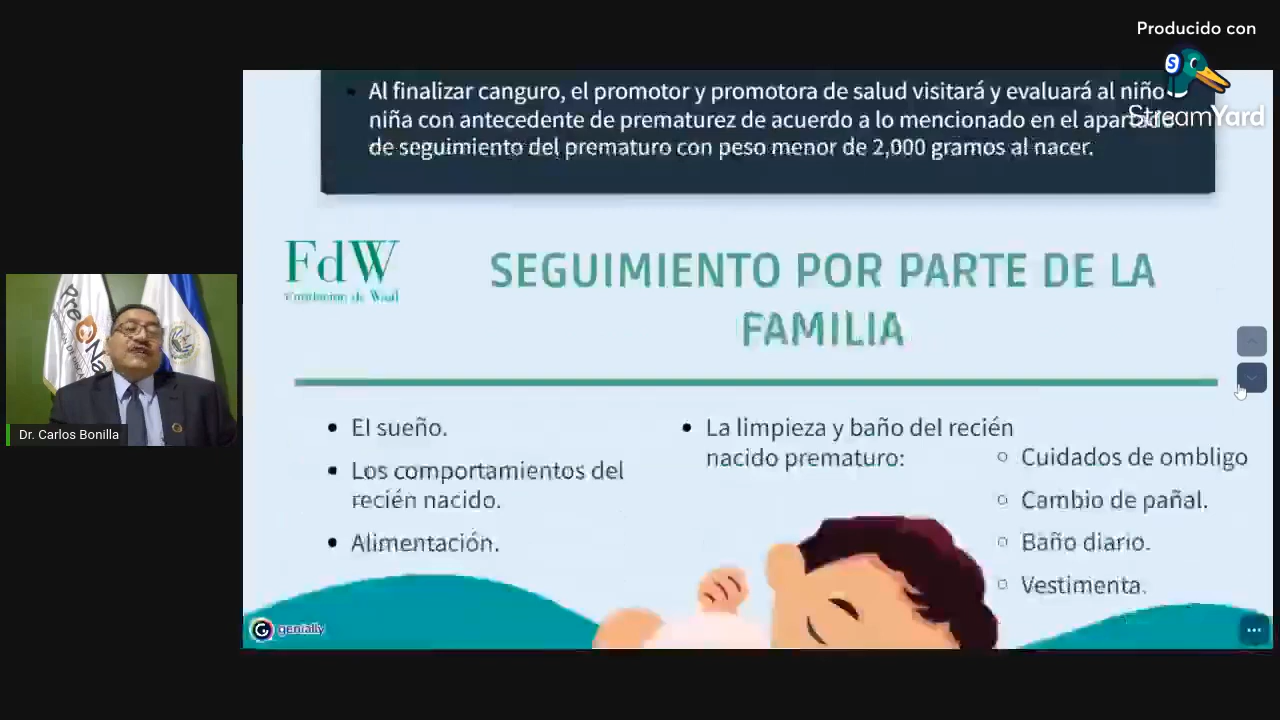 Producido con
StreamYard
Al finalizar canguro, el promotor y promotora de salud visitará y evaluará al niño
niña con antecedente de prematurez de acuerdo a lo mencionado en el apartado
de seguimiento del prematuro con peso menor de 2,000 gramos al nacer.
FdW
Fundación de Waal
SEGUIMIENTO POR PARTE DE LA
FAMILIA
El sueño.
Los comportamientos del
recién nacido.
Alimentación.
La limpieza y baño del recién
nacido prematuro:
Cuidados de ombligo
Cambio de pañal.
Baño diario.
Vestimenta.
Dr. Carlos Bonilla
genially